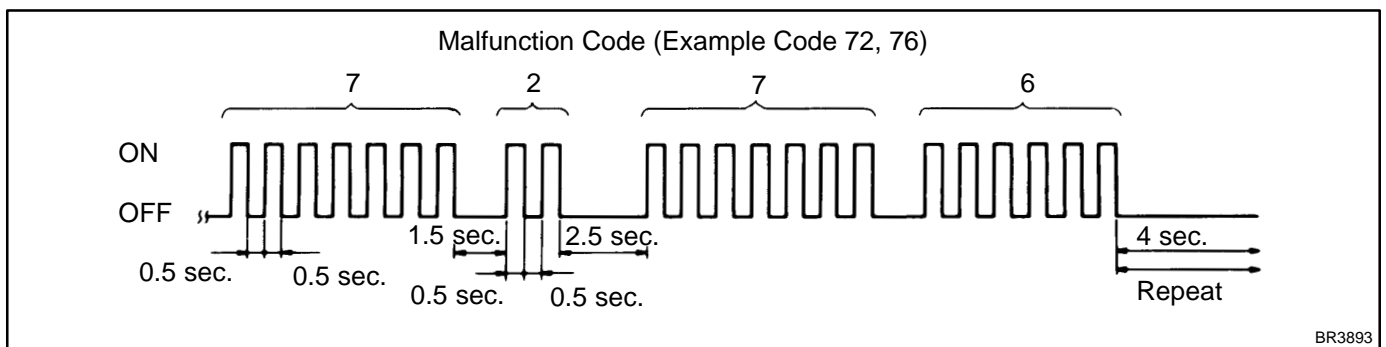 Malfunction Code (Example Code 72, 76)
7 2 7 6
ON
OFF
1.5 sec. 2.5 sec. 4 sec.
0.5 sec. 0.5 sec.
0.5 sec. 0.5 sec.
Repeat
BR3893